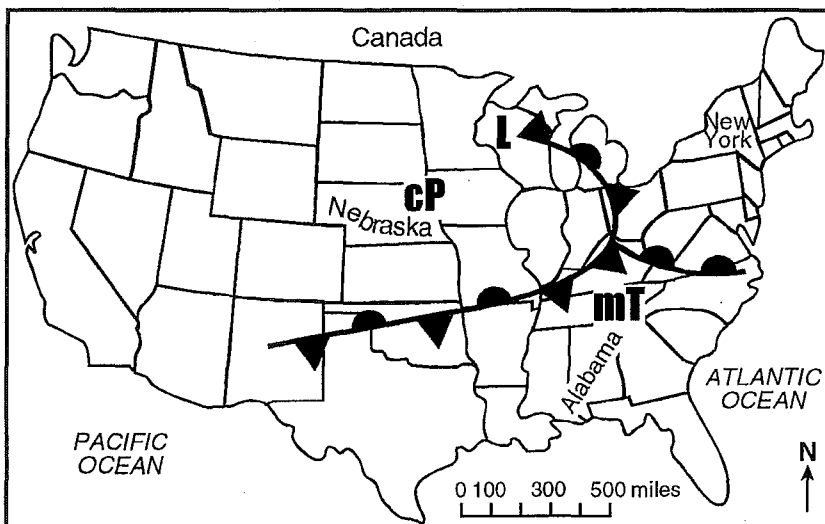 Canada
L
New
York
cP
Nebraska
mT
Alabama
ATLANTIC
OCEAN
PACIFIC
OCEAN
N
0 100 300 500 miles